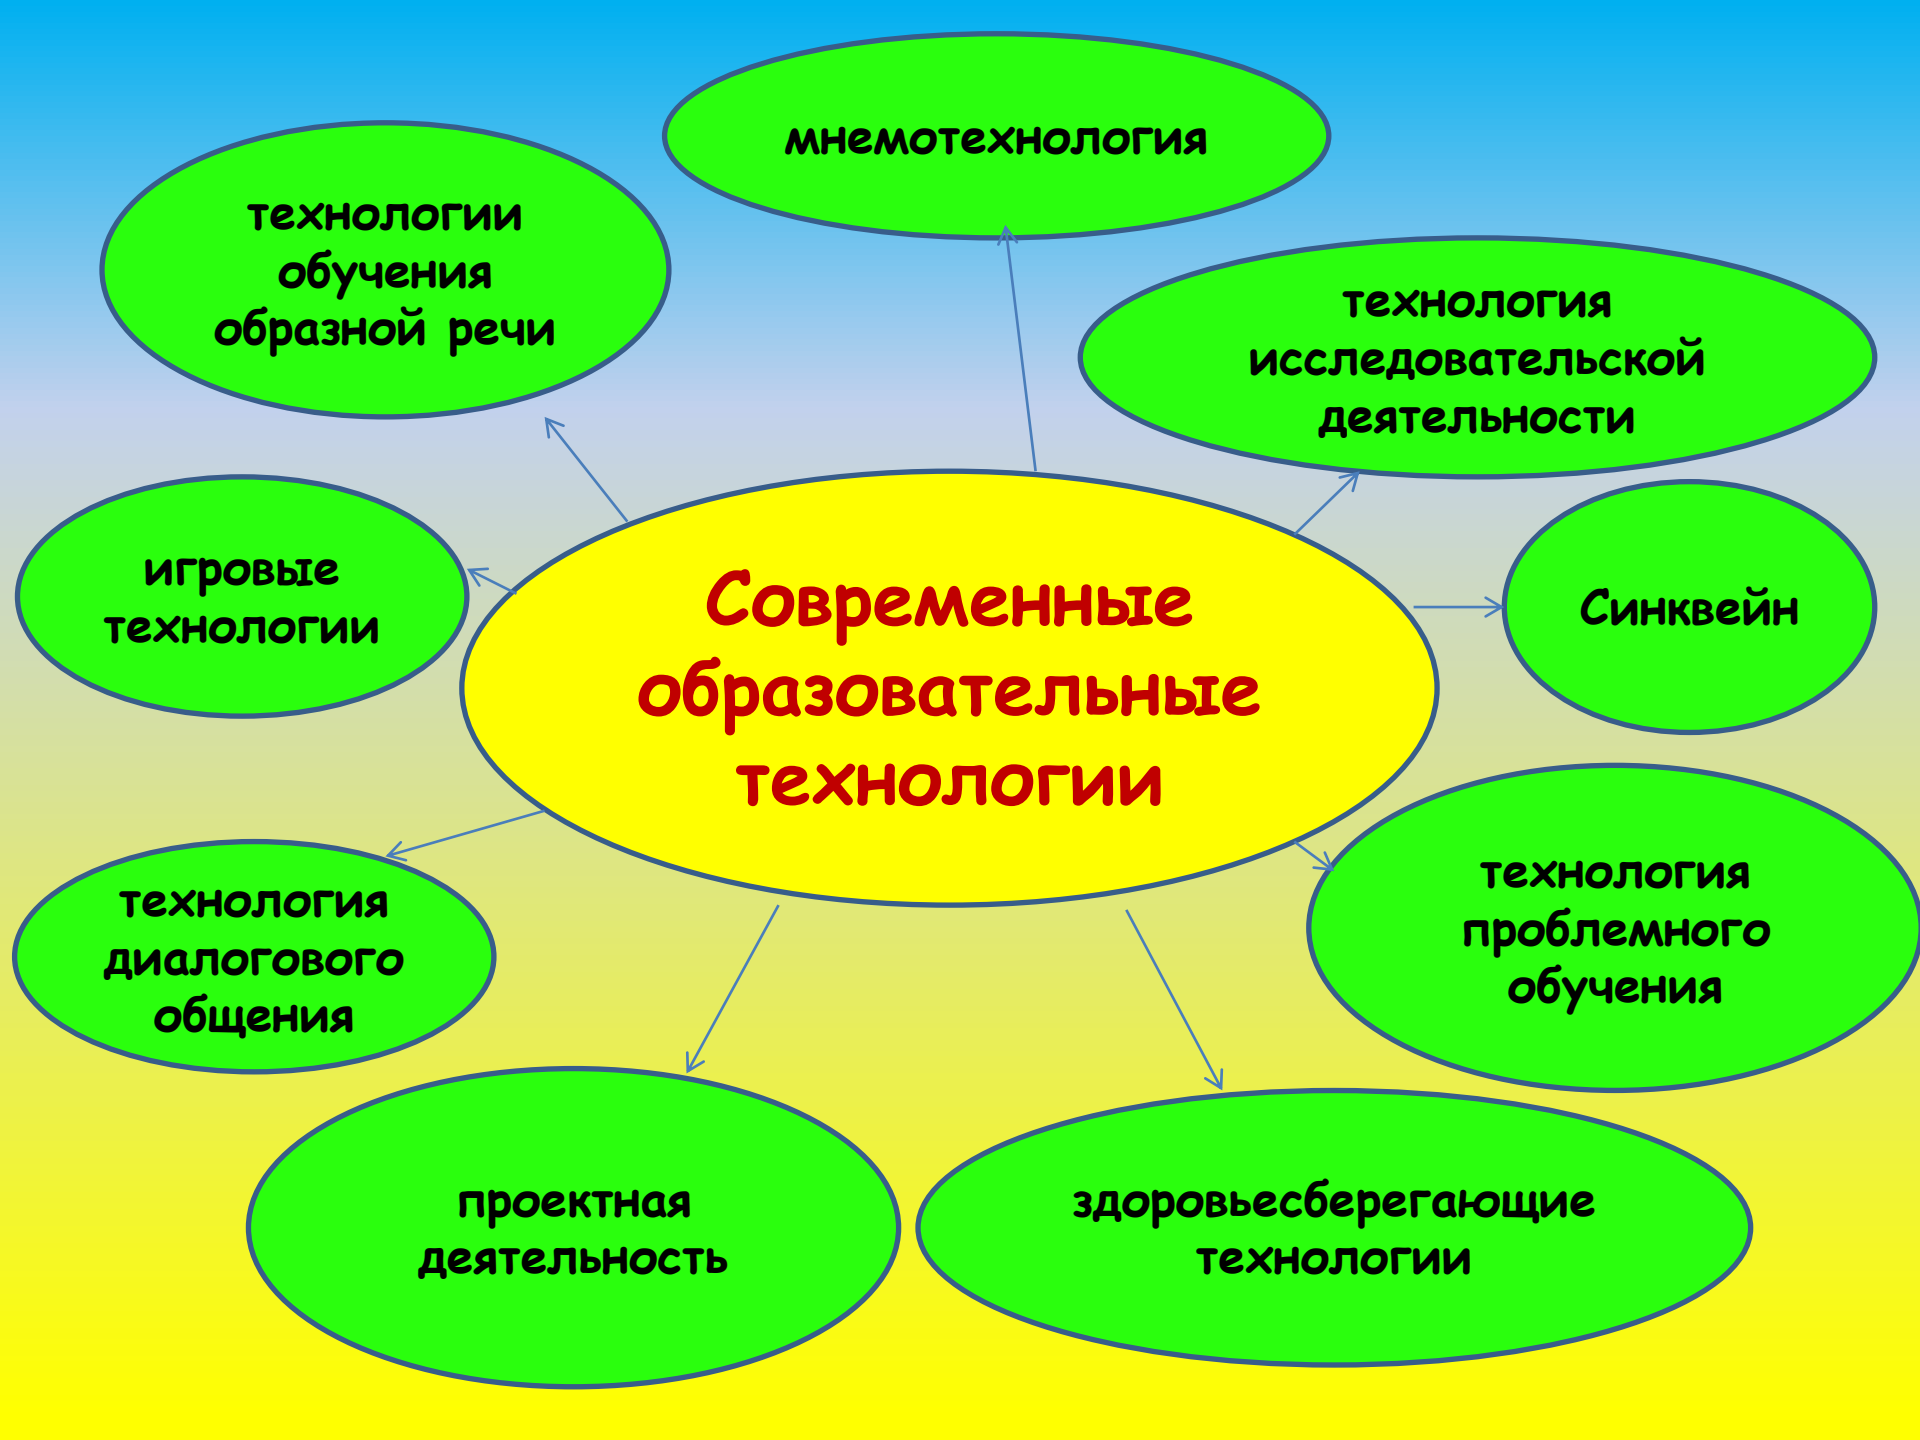 мнемотехнология
технологии
обучения
образной речи
технология
исследовательской
деятельности
игровые
технологии
Современные
образовательные
технологии
Синквейн
технология
диалогового
общения
технология
проблемного
обучения
проектная
деятельность
здоровьесберегающие
технологии